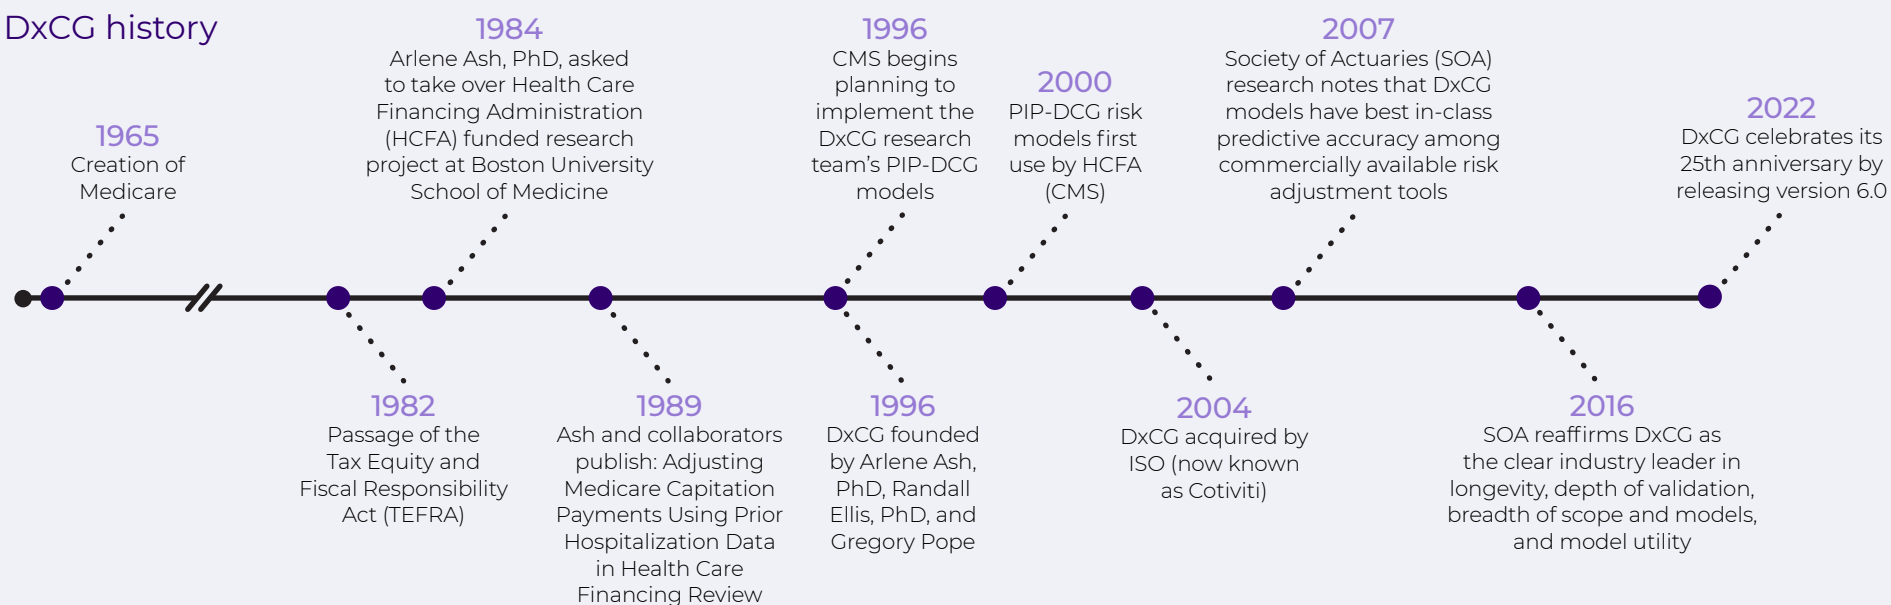 DxCG history
1965
Creation of
Medicare
1984
Arlene Ash, PhD, asked
to take over Health Care
Financing Administration
(HCFA) funded research
project at Boston University
School of Medicine
1996
CMS begins
planning to
implement the
DxCG research
team’s PIP-DCG
models
2000
PIP-DCG risk
models first
use by HCFA
(CMS)
2007
Society of Actuaries (SOA)
research notes that DxCG
models have best in-class
predictive accuracy among
commercially available risk
adjustment tools
2022
DxCG celebrates its
25th anniversary by
releasing version 6.0
1982
Passage of the
Tax Equity and
Fiscal Responsibility
Act (TEFRA)
1989
Ash and collaborators
publish: Adjusting
Medicare Capitation
Payments Using Prior
Hospitalization Data
in Health Care
Financing Review
1996
DxCG founded
by Arlene Ash,
PhD, Randall
Ellis, PhD, and
Gregory Pope
2004
DxCG acquired by
ISO (now known
as Cotiviti)
2016
SOA reaffirms DxCG as
the clear industry leader in
longevity, depth of validation,
breadth of scope and models,
and model utility